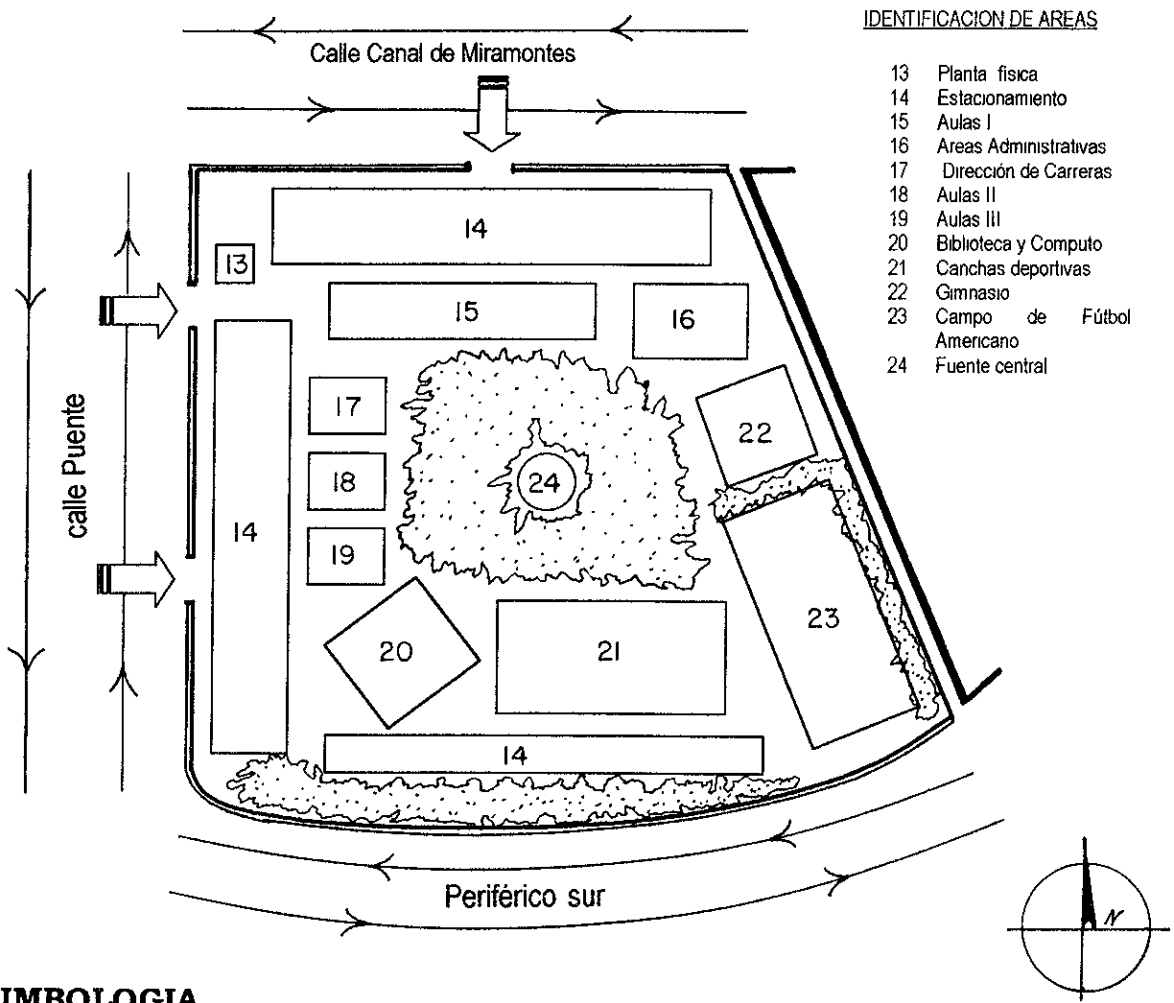 IDENTIFICACION DE AREAS
13 Planta fisica
14 Estacionamiento
15 Aulas I
16 Areas Administrativas
17 Dirección de Carreras
18 Aulas II
19 Aulas III
20 Biblioteca y Computo
21 Canchas deportivas
22 Gimnasio
23 Campo de Fútbol
Americano
24 Fuente central
Calle Canal de Miramontes
14
13
15
16
calle Puente
17
22
18
24
14
19
23
20
21
14
Periférico sur
N
IMBOLOGIA